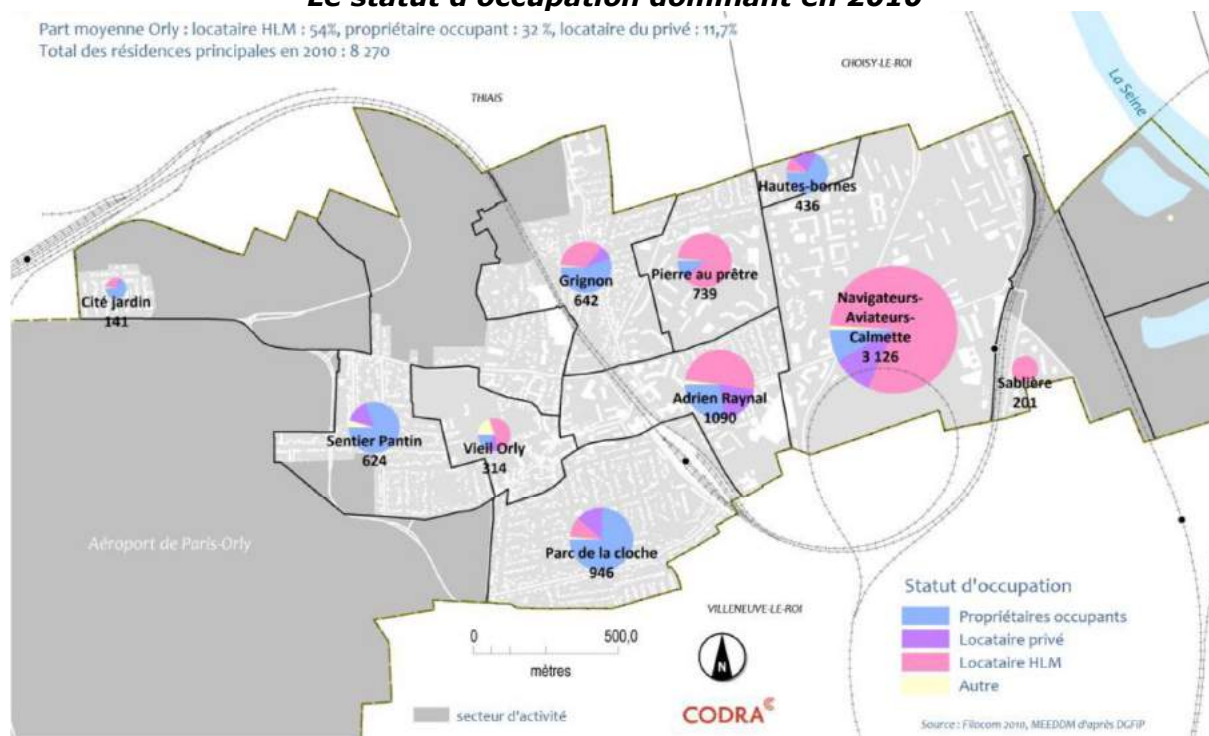 Le statut d'occupation dominant en 2010
Part moyenne Orly : locataire HLM : 54%, propriétaire occupant : 32 %, locataire du privé : 11,7%
Total des résidences principales en 2010 : 8 270
CHOISY-LE-ROI
La Seine
THIAIS
Hautes-bornes
436
Grignon
642
Pierre au prêtre
739
Cité jardin
141
Navigateurs-
Aviateurs-
Calmette
3 126
Sablière
201
Adrien Raynal
1090
Sentier Pantin
624
Vieil Orly
314
Aéroport de Paris-Orly
Parc de la cloche
946
VILLENEUVE-LE-ROI
0 500,0
mètres
N
CODRA
secteur d'activité
Statut d'occupation
Propriétaires occupants
Locataire privé
Locataire HLM
Autre
Source : Filocom 2010, MEEDDM d'après DGFiP